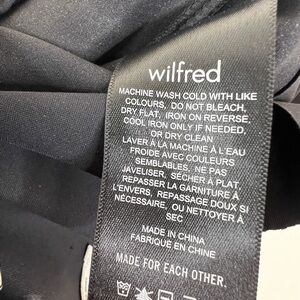 wilfred
MACHINE WASH COLD WITH LIKE
COLOURS, DO NOT BLEACH,
DRY FLAT, IRON ON REVERSE,
COOL IRON ONLY IF NEEDED,
OR DRY CLEAN
LAVER À LA MACHINE À L'EAU
FROIDE AVEC COULEURS
SEMBLABLES, NE PAS
JAVELISER, SÉCHER À PLAT,
REPASSER LA GARNITURE À
L'ENVERS, REPASSAGE DOUX SI
NÉCESSAIRE, OU NETTOYER À
SEC
MADE IN CHINA
FABRIQUÉ EN CHINE
MADE FOR EACH OTHER.